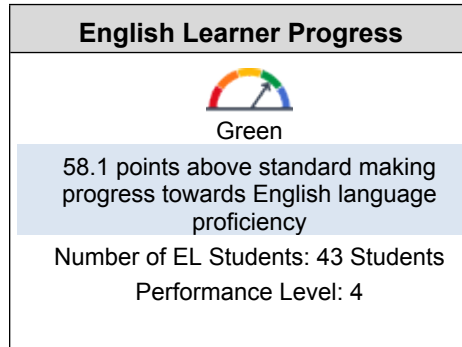 English Learner Progress
Green
58.1 points above standard making
progress towards English language
proficiency
Number of EL Students: 43 Students
Performance Level: 4